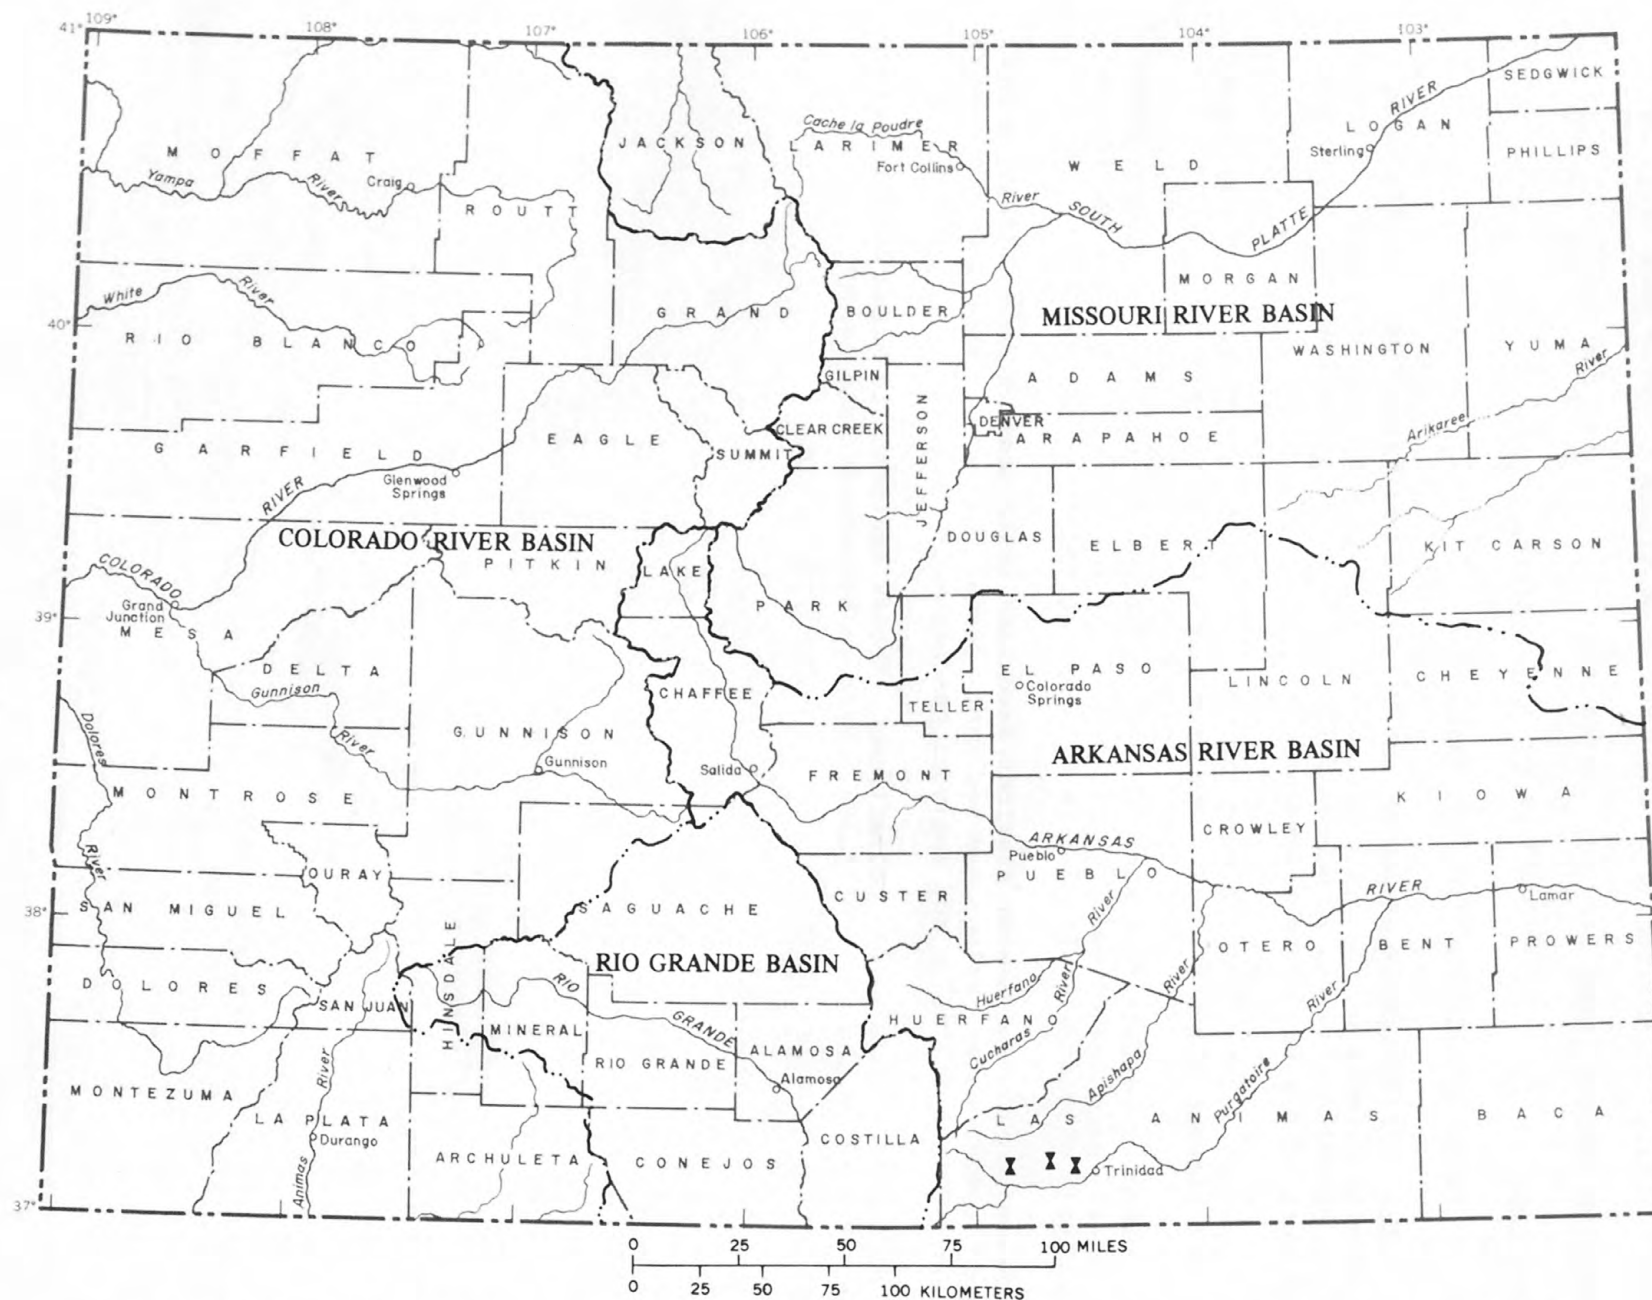 41° 109° 108° 107° 106° 105° 104° 103°
SEDGWICK
RIVER
LOGAN
Cache la Poudre
JACKSON
LARIMER
MOFFAT
Sterling
PHILLIPS
WELD
Fort Collins
Yampa
River
Craig
ROUTT
River
SOUTH
PLATTE
MORGAN
White
River
GRAND
BOULDER
MISSOURI RIVER BASIN
40°
RIO BLANCO
WASHINGTON
YUMA
River
GILPIN
ADAMS
JEFFERSON
DENVER
CLEAR CREEK
Arikaree
ARAPAHOE
EAGLE
GARFIELD
SUMMIT
Glenwood
Springs
RIVER
COLORADO RIVER BASIN
DOUGLAS
ELBERT
KIT CARSON
PITKIN
LAKE
COLORADO
Grand
Junction
PARK
39°
MESA
DELTA
EL PASO
LINCOLN
CHEYENNE
Colorado
Springs
Gunnison
CHAFFEE
TELLER
Dolores
River
GUNNISON
ARKANSAS RIVER BASIN
Gunnison
Salida
FREMONT
MONTROSE
KIOWA
CROWLEY
ARKANSAS
River
Pueblo
PUEBLO
OURAY
RIVER
CUSTER
Lamar
38°
SAN MIGUEL
SAGUACHE
River
HINSDALE
OTERO
BENT
PROWERS
RIO GRANDE BASIN
DOLORES
RIO
Huerfano
River
River
River
SAN JUAN
HUERFANO
MINERAL
GRANDE
ALAMOSA
Cucharas
RIO GRANDE
River
Alamosa
Apishapa
Purgatoire
MONTEZUMA
LA PLATA
LAS ANIMAS
BACA
Durango
COSTILLA
ARCHULETA
CONEJOS
Trinidad
Animas
37°
0 25 50 75 100 MILES
0 25 50 75 100 KILOMETERS